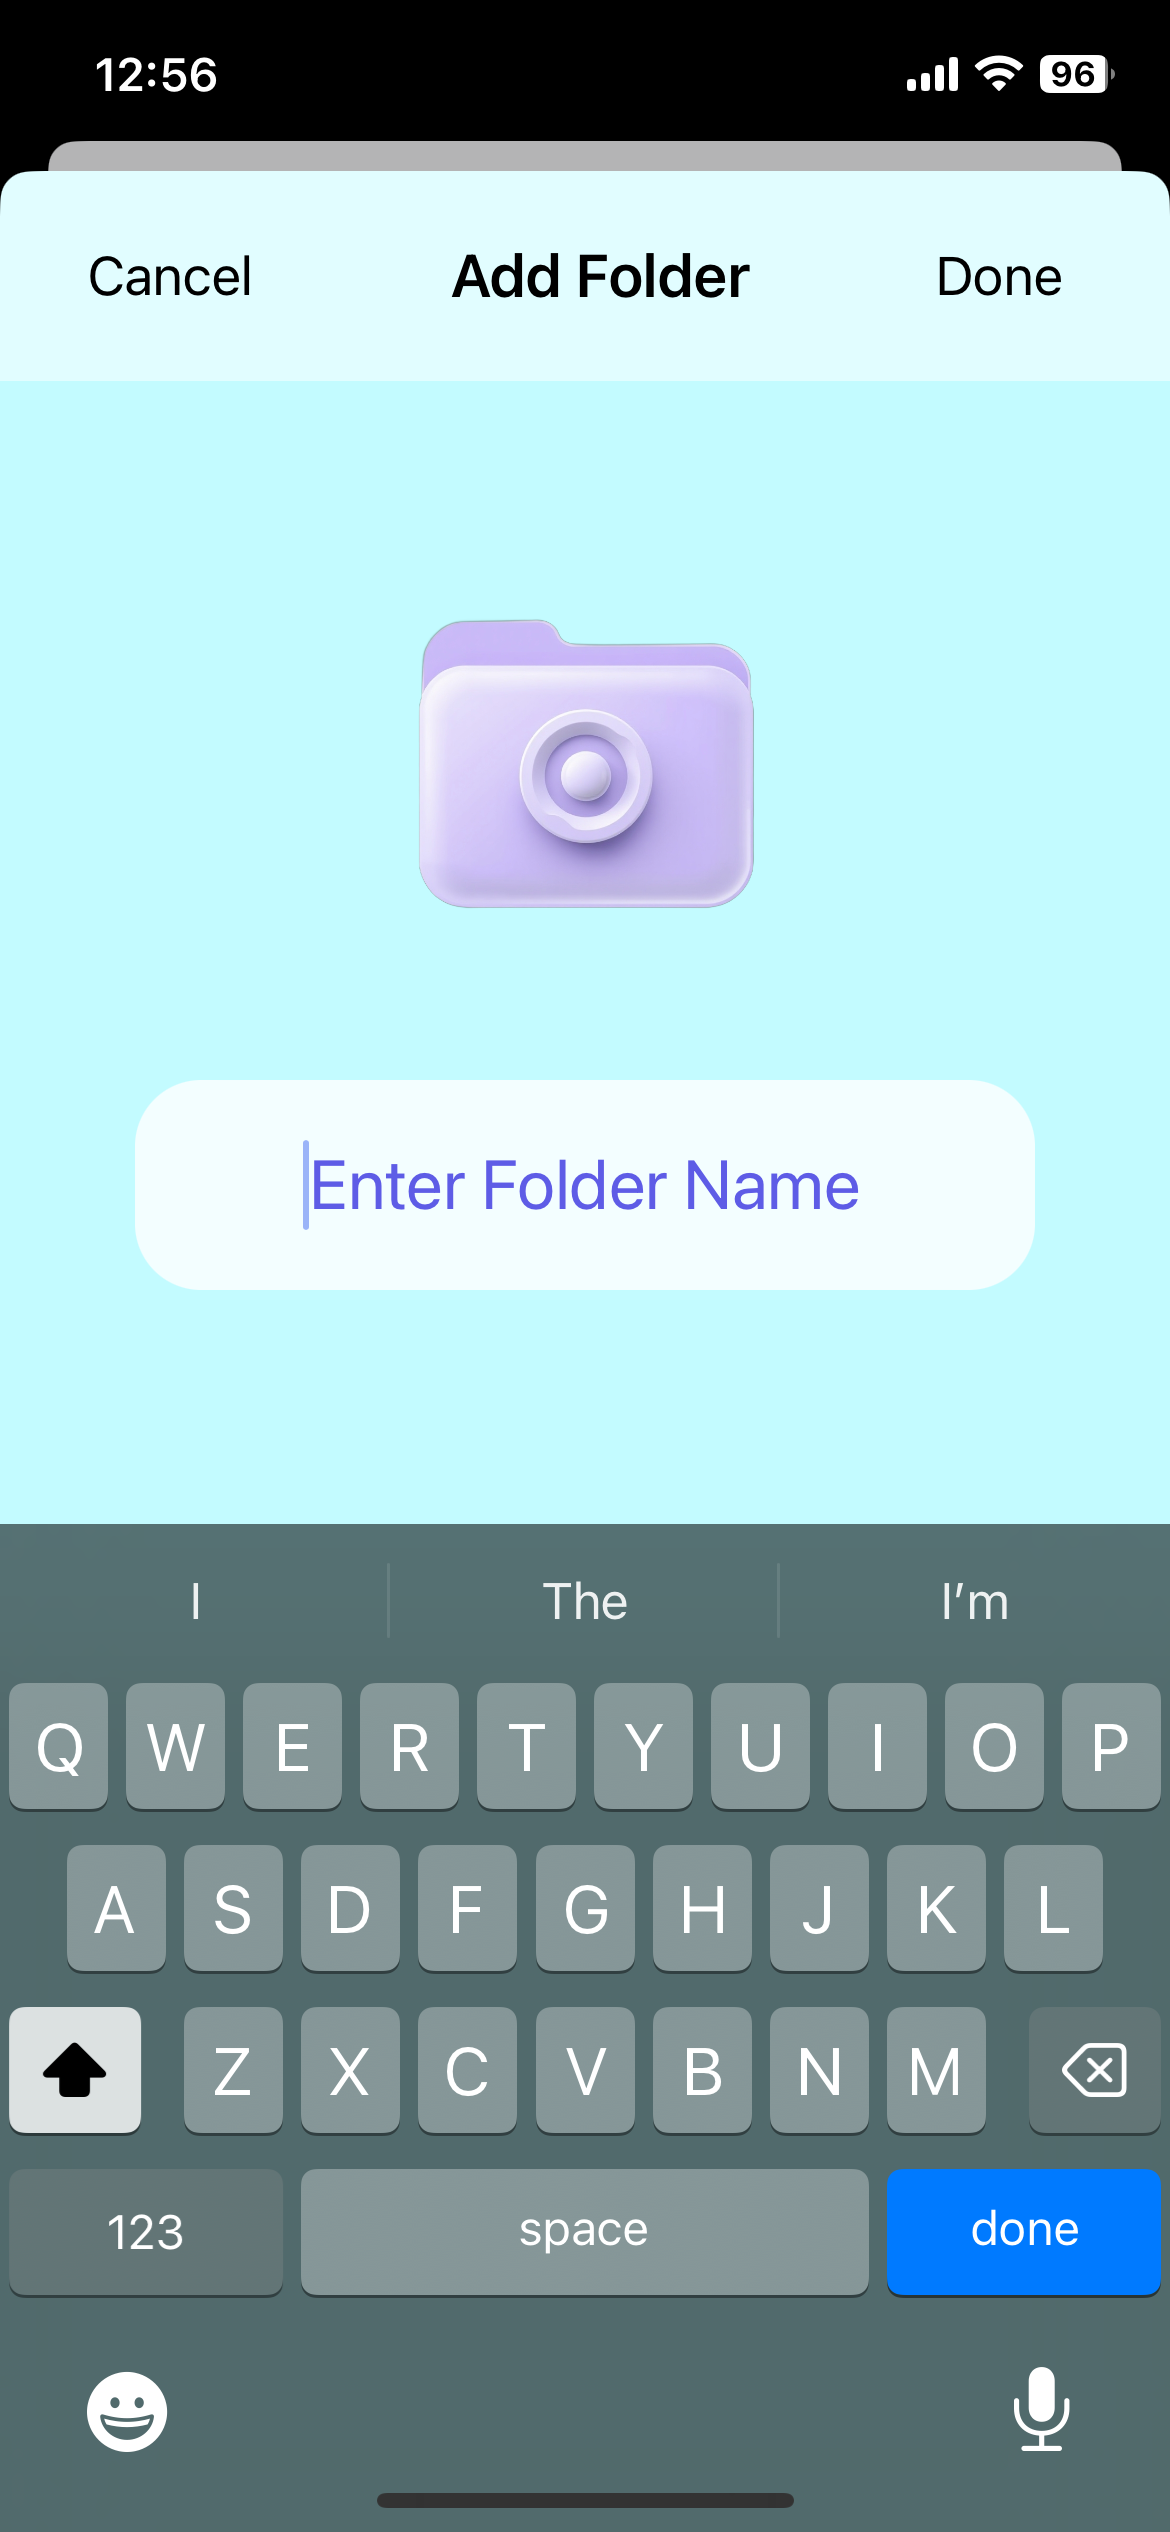 12:56
96
Cancel
Add Folder
Done
Enter Folder Name
I
The
I’m
Q W E R T Y U I O P
A S D F G H J K L
Z X C V B N M
123
space
done